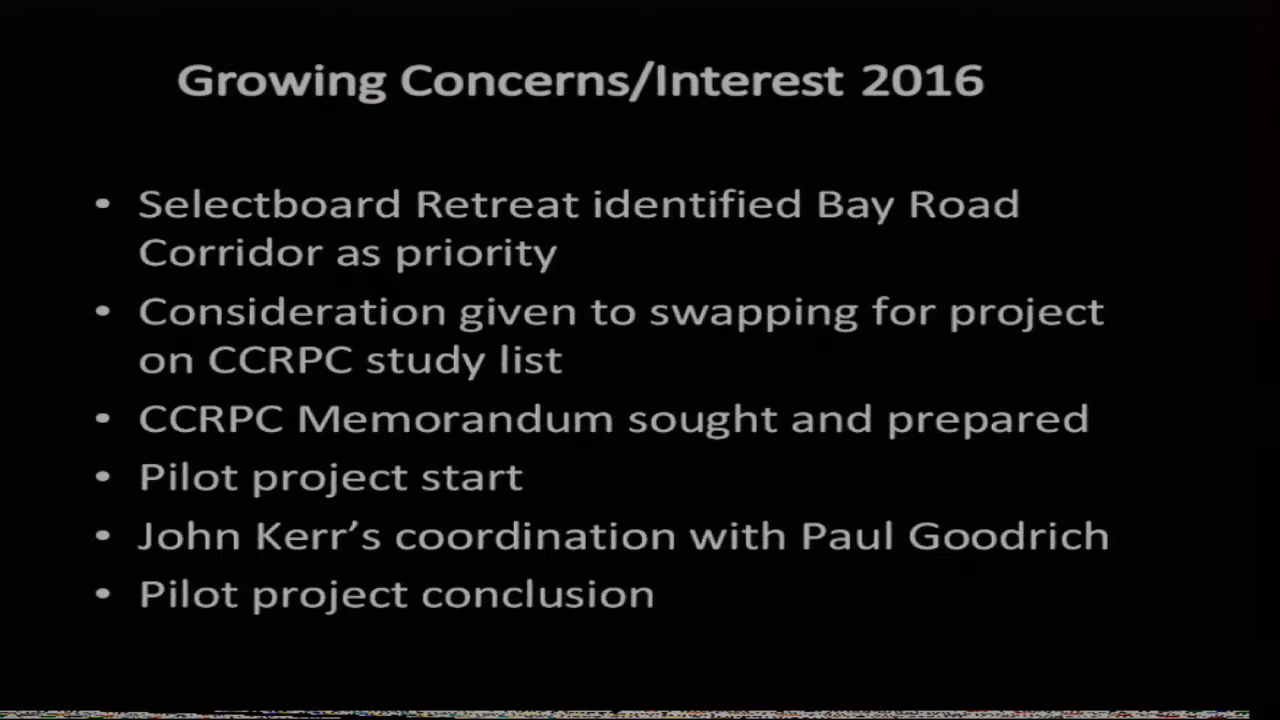 Growing Concerns/Interest 2016
• Selectboard Retreat identified Bay Road
Corridor as priority
• Consideration given to swapping for project
on CCRPC study list
• CCRPC Memorandum sought and prepared
• Pilot project start
• John Kerr’s coordination with Paul Goodrich
• Pilot project conclusion